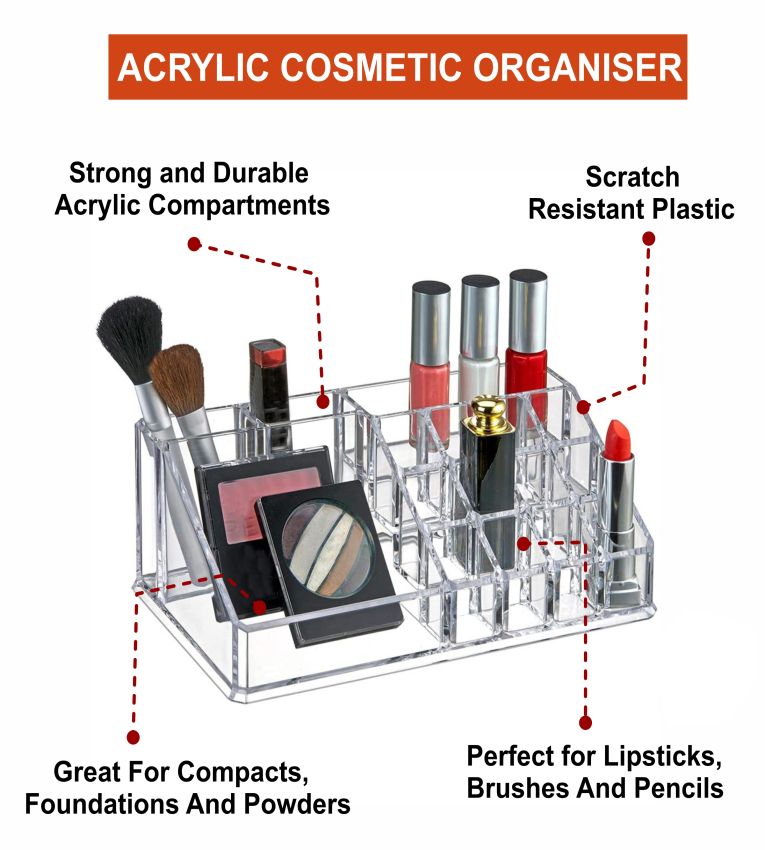 ACRYLIC COSMETIC ORGANISER
Strong and Durable
Acrylic Compartments
Scratch
Resistant Plastic
Great For Compacts,
Foundations And Powders
Perfect for Lipsticks,
Brushes And Pencils